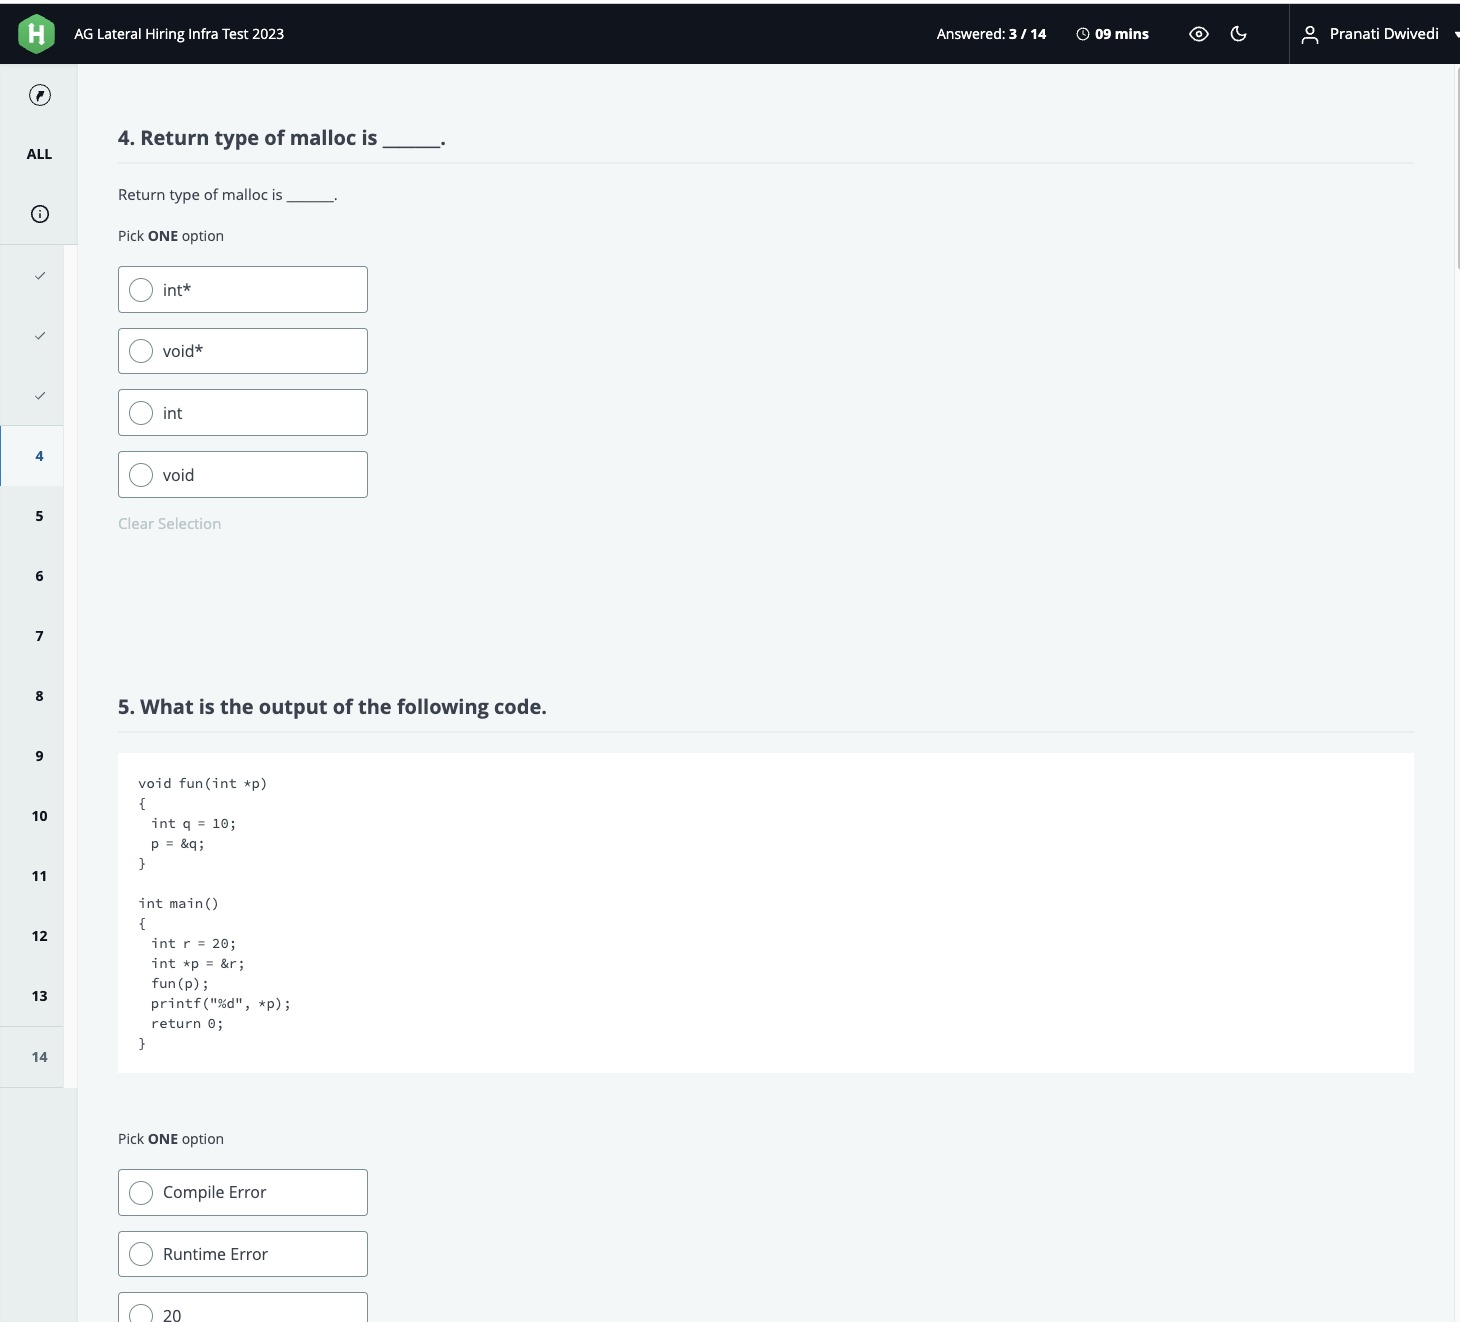 H AG Lateral Hiring Infra Test 2023 Answered: 3 / 14 09 mins Pranati Dwivedi
ALL
4
5
6
7
8
9
10
11
12
13
14
4. Return type of malloc is ______.
Return type of malloc is ______.
Pick ONE option
int*
void*
int
void
Clear Selection
5. What is the output of the following code.
void fun(int *p)
{
int q = 10;
p = &q;
}
int main()
{
int r = 20;
int *p = &r;
fun(p);
printf("%d", *p);
return 0;
}
Pick ONE option
Compile Error
Runtime Error
20